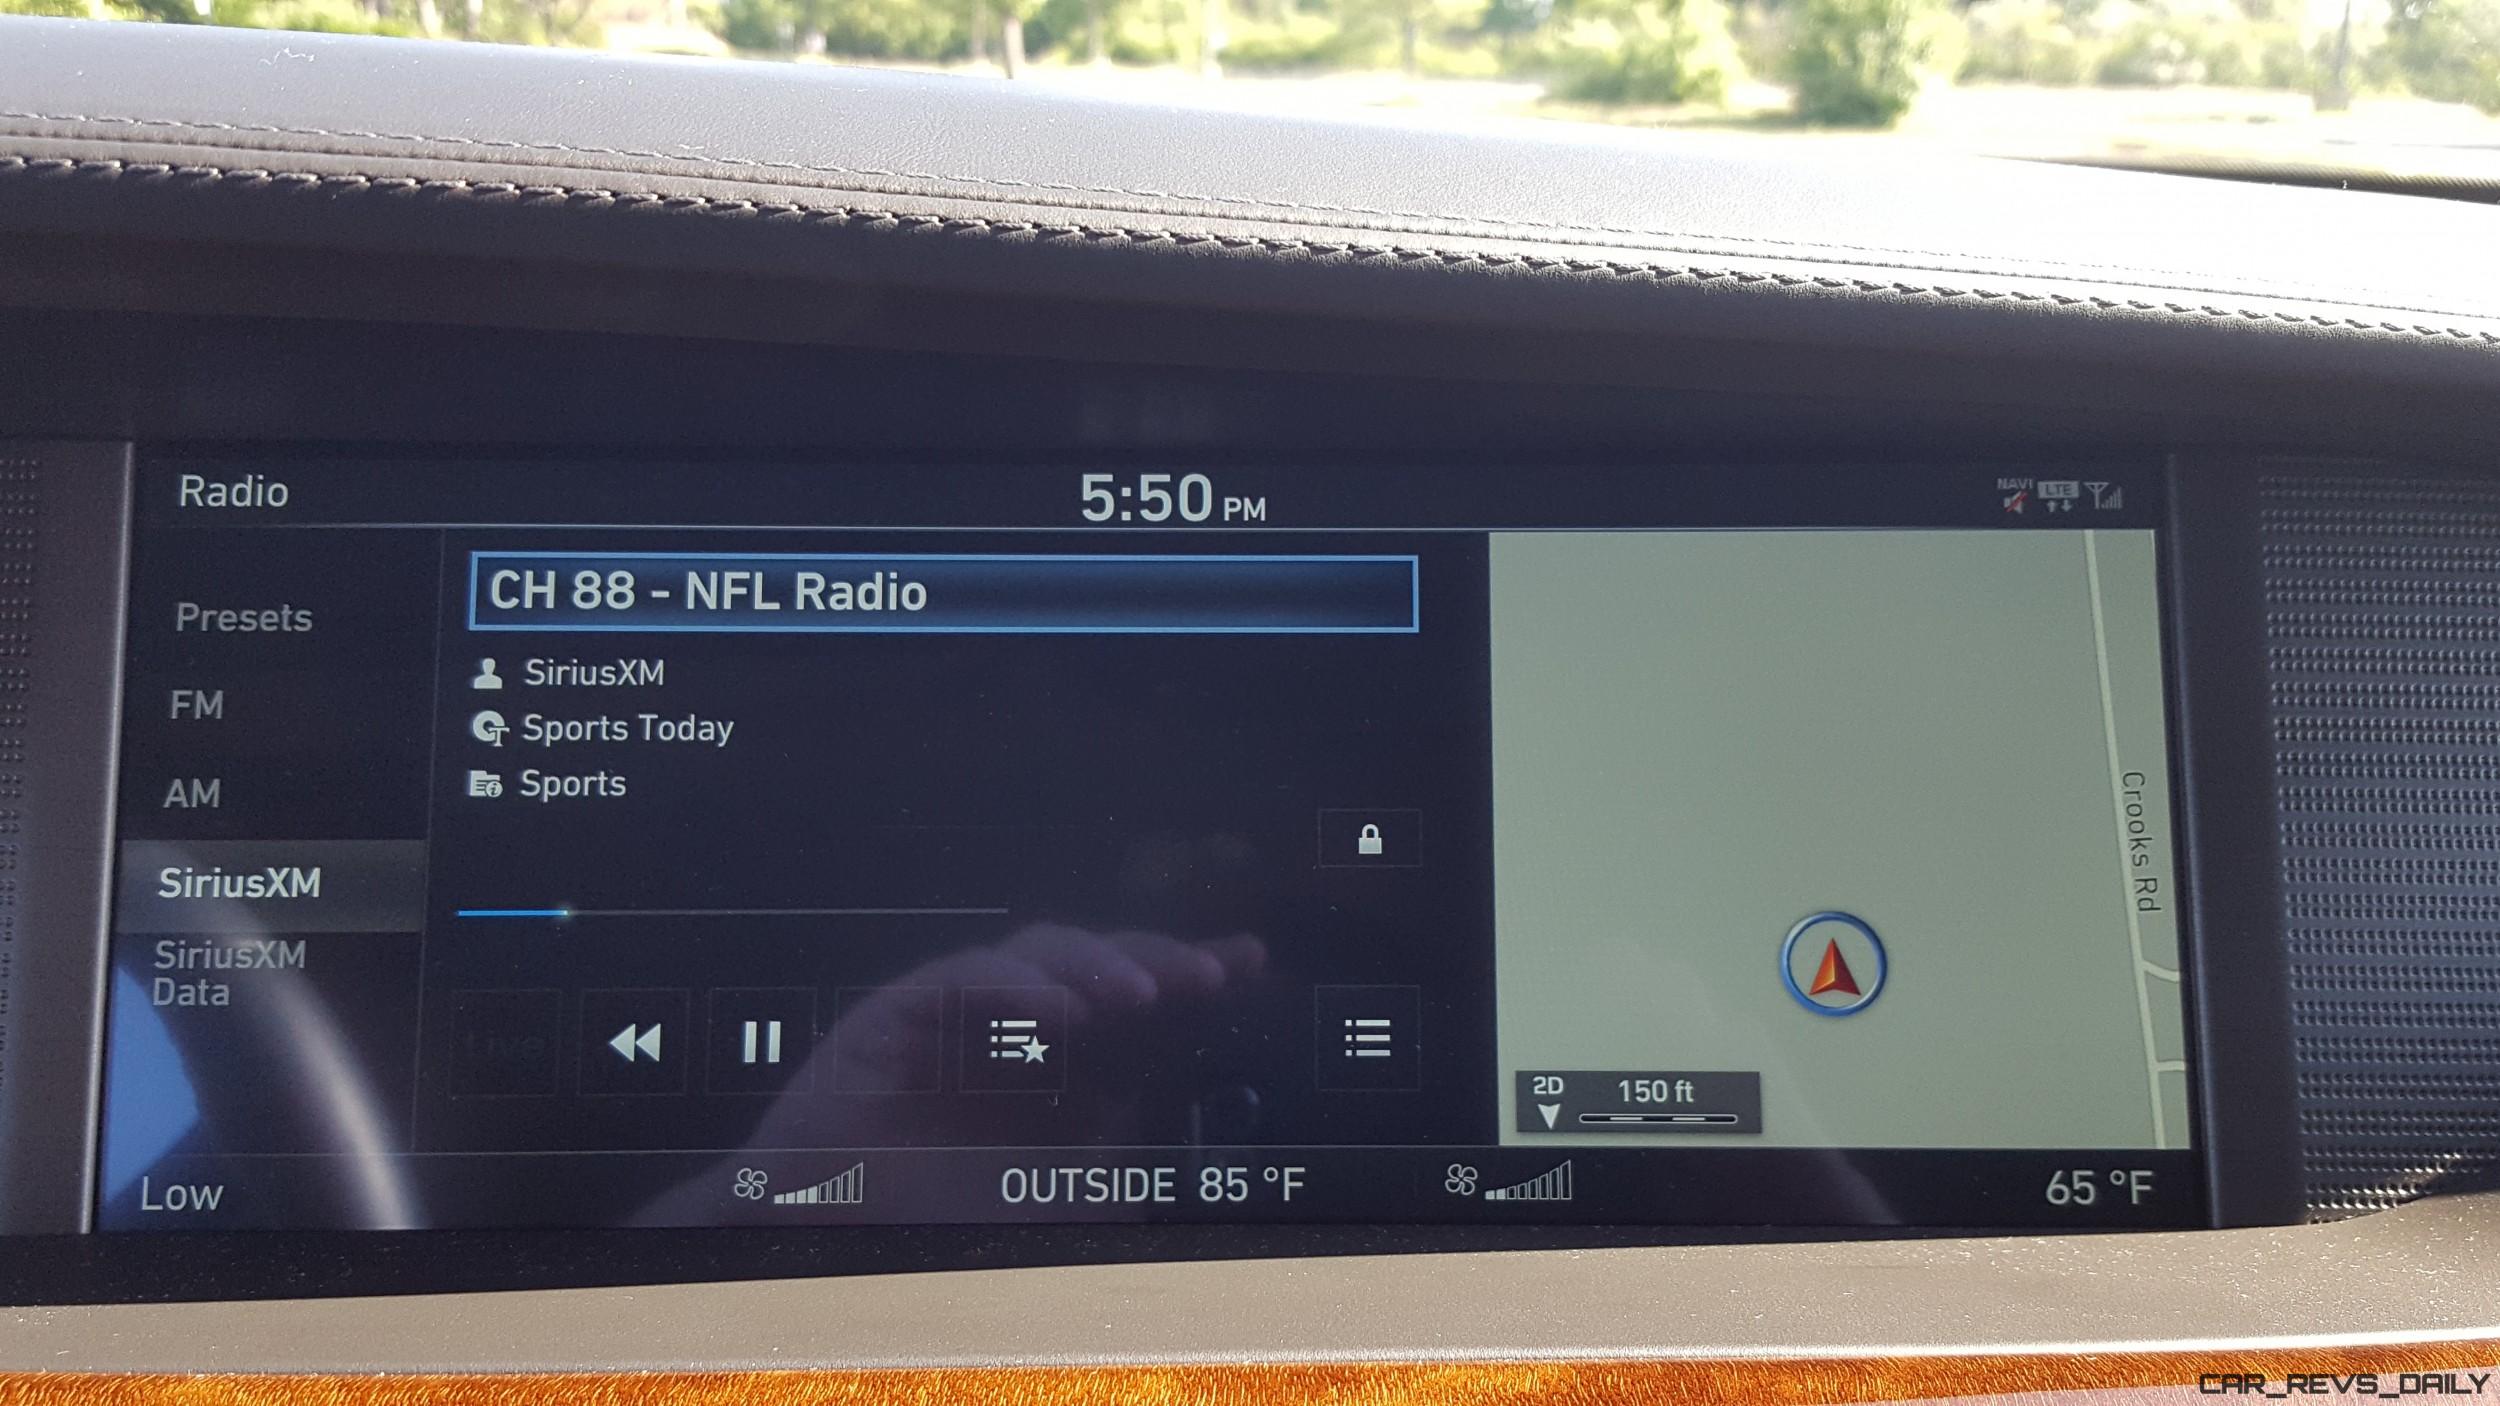 Radio
5:50 PM
NAVI
LTE
Presets
FM
AM
SiriusXM
SiriusXM
Data
CH 88 - NFL Radio
SiriusXM
Sports Today
Sports
Live
Crooks Rd
2D
150 ft
Low
OUTSIDE 85 °F
65 °F
CAR_REVS_DAILY